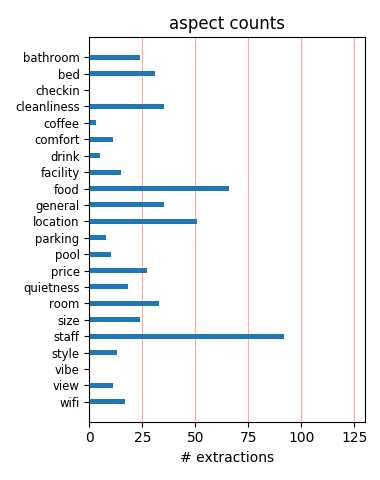 aspect counts
bathroom
bed
checkin
cleanliness
coffee
comfort
drink
facility
food
general
location
parking
pool
price
quietness
room
size
staff
style
vibe
view
wifi
0 25 50 75 100 125
# extractions